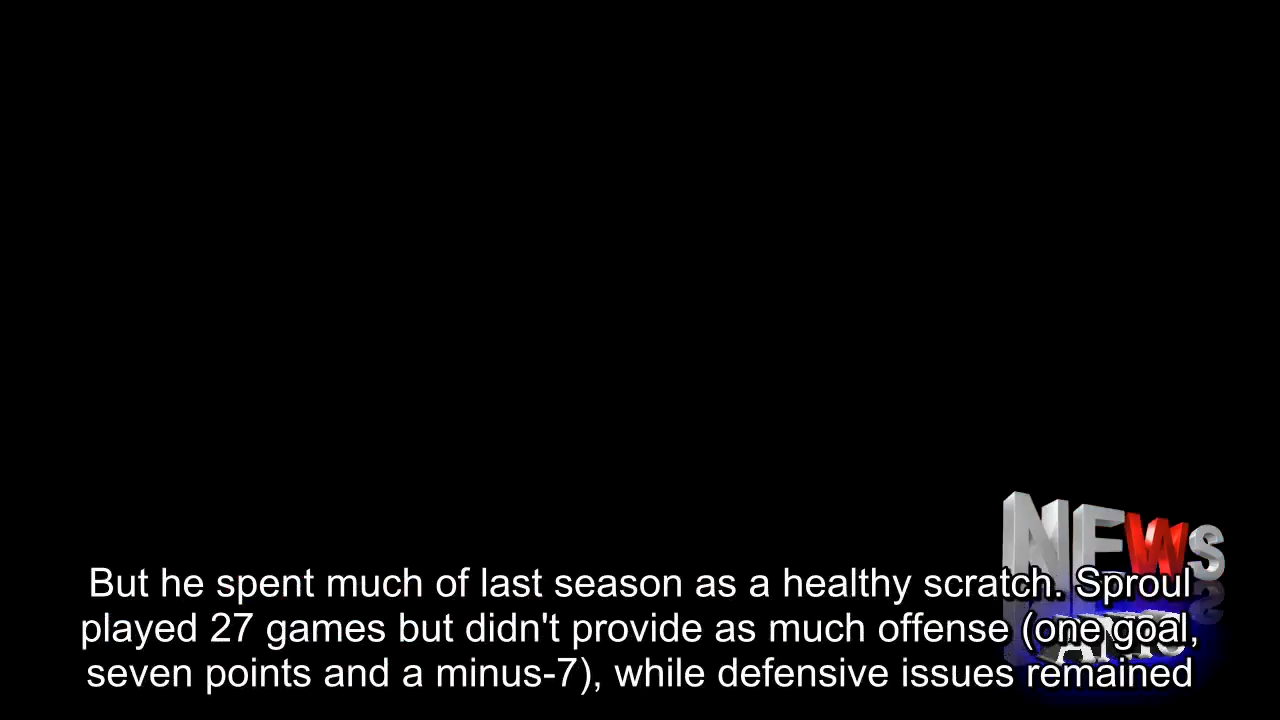 NEWS
But he spent much of last season as a healthy scratch. Sproul
played 27 games but didn't provide as much offense (one goal,
seven points and a minus-7), while defensive issues remained